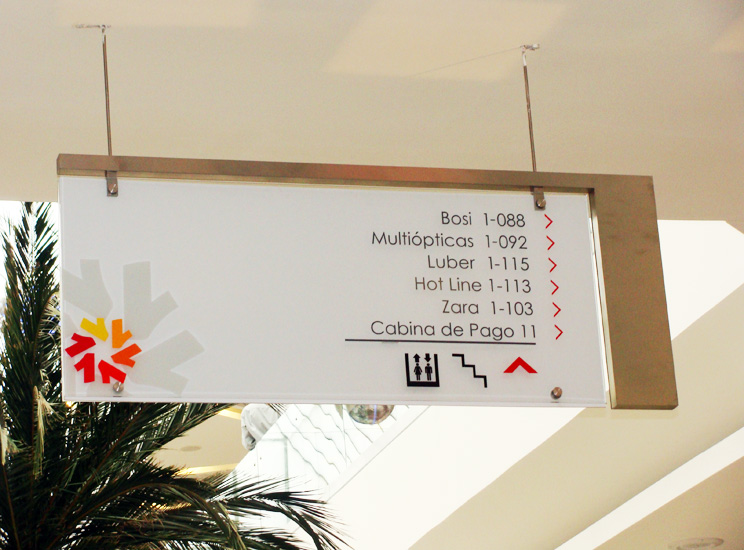 Bosi 1-088
Multiópticas 1-092
Luber 1-115
Hot Line 1-113
Zara 1-103
Cabina de Pago 11